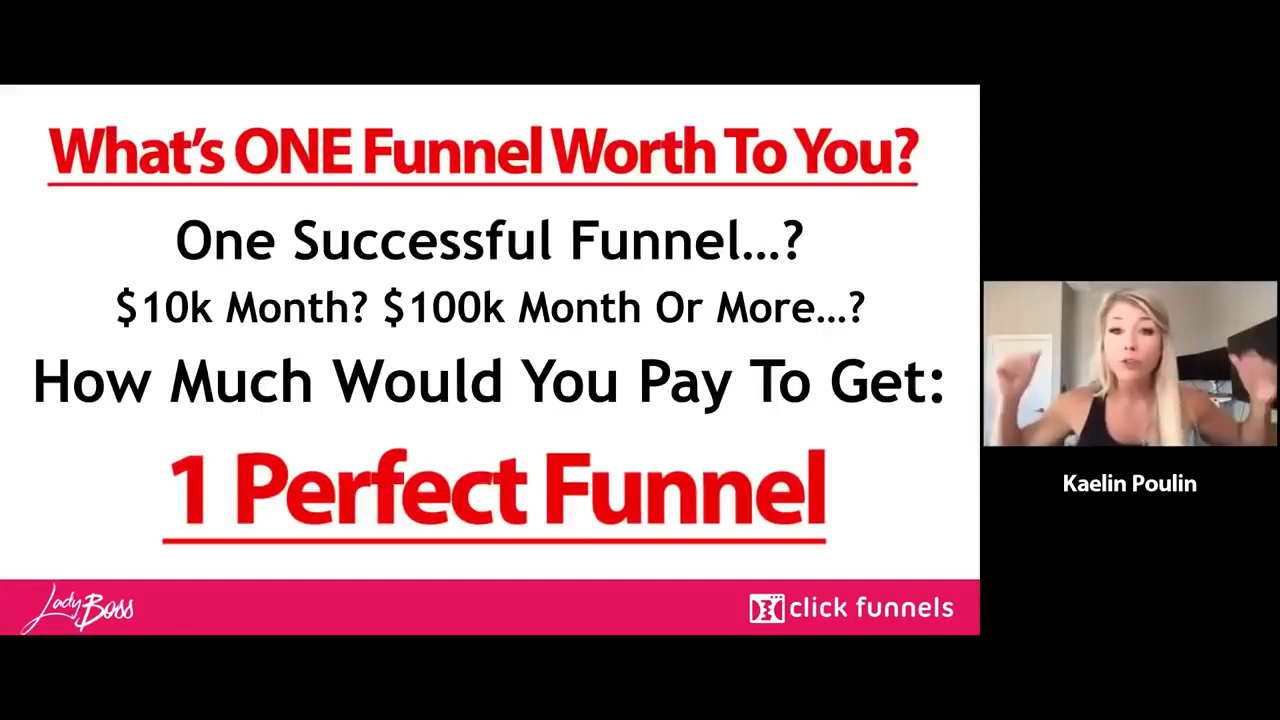 What's ONE Funnel Worth To You?
One Successful Funnel...?
$10k Month? $100k Month Or More...?
How Much Would You Pay To Get:
1 Perfect Funnel
Kaelin Poulin
LadyBoss
click funnels